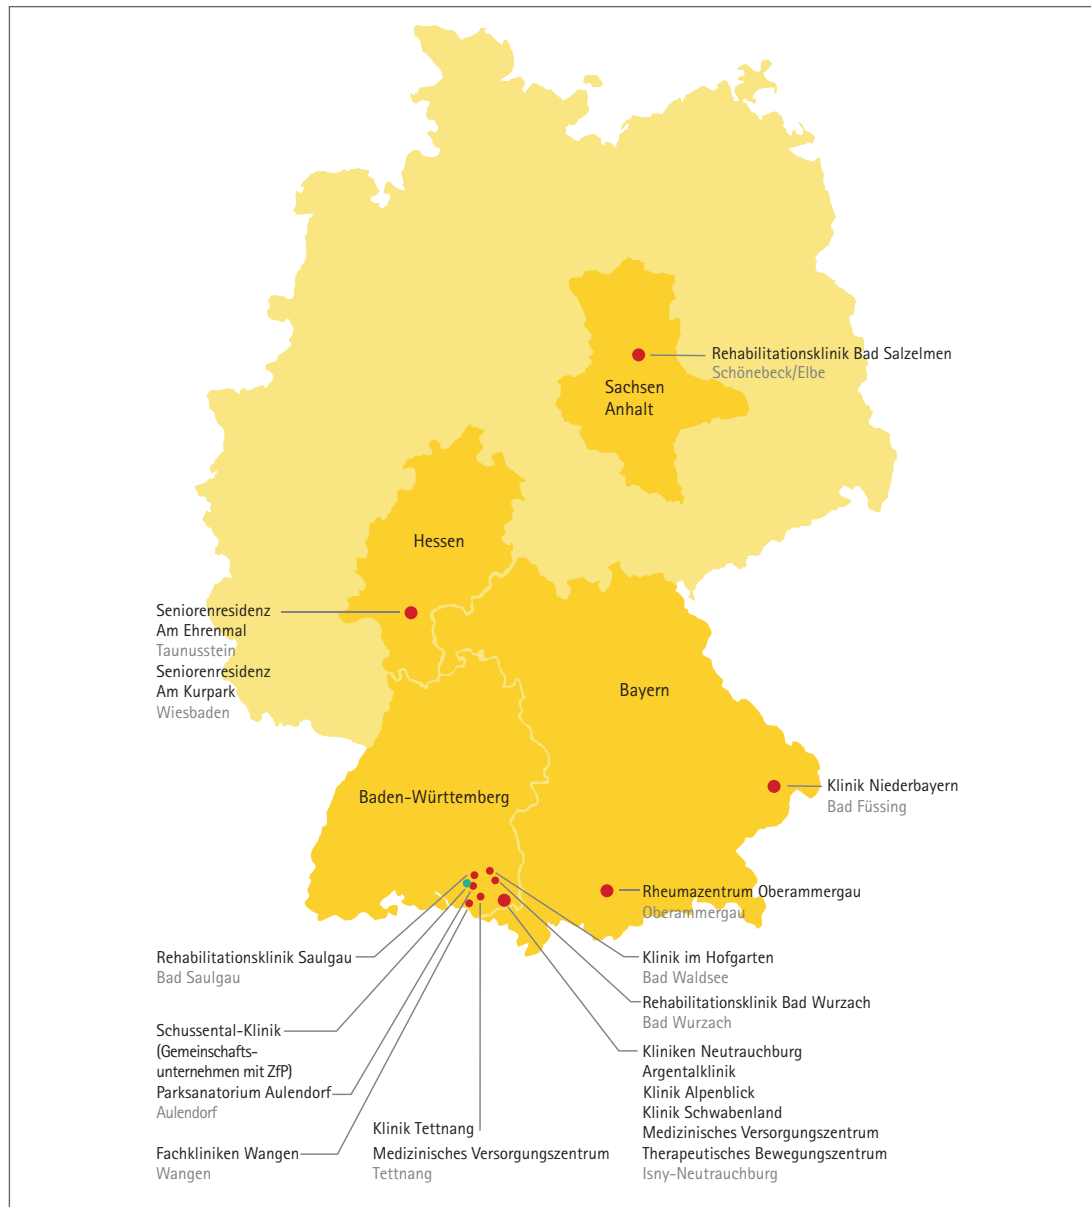 Rehabilitationsklinik Bad Salzelmen
Schönebeck/Elbe
Sachsen
Anhalt
Hessen
Seniorenresidenz
Am Ehrenmal
Taunusstein
Seniorenresidenz
Am Kurpark
Wiesbaden
Bayern
Baden-Württemberg
Klinik Niederbayern
Bad Füssing
Rheumazentrum Oberammergau
Oberammergau
Rehabilitationsklinik Saulgau
Bad Saulgau
Schussental-Klinik
(Gemeinschafts-
unternehmen mit ZfP)
Parksanatorium Aulendorf
Aulendorf
Fachkliniken Wangen
Wangen
Klinik Tettnang
Medizinisches Versorgungszentrum
Tettnang
Klinik im Hofgarten
Bad Waldsee
Rehabilitationsklinik Bad Wurzach
Bad Wurzach
Kliniken Neutrauchburg
Argentalklinik
Klinik Alpenblick
Klinik Schwabenland
Medizinisches Versorgungszentrum
Therapeutisches Bewegungszentrum
Isny-Neutrauchburg